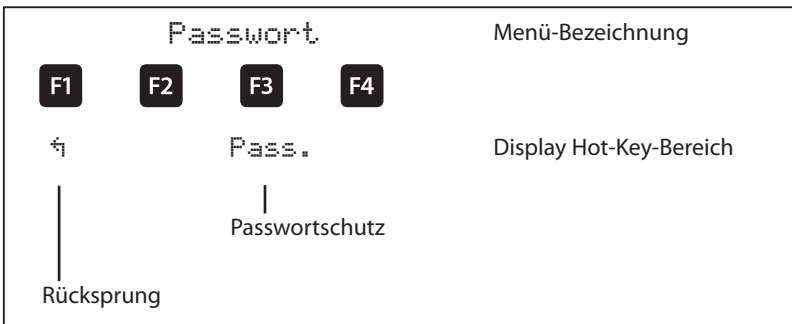 Passwort Menü-Bezeichnung
F1 F2 F3 F4
↰ Pass. Display Hot-Key-Bereich
Passwortschutz
Rücksprung